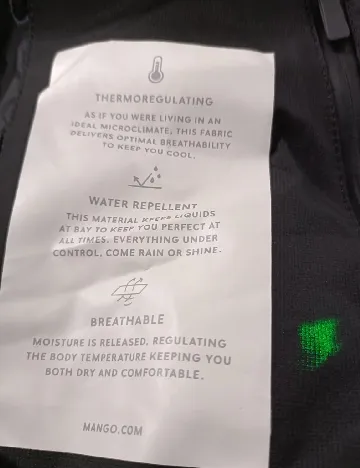 THERMOREGULATING
AS IF YOU WERE LIVING IN AN
IDEAL MICROCLIMATE, THIS FABRIC
DELIVERS OPTIMAL BREATHABILITY
TO KEEP YOU COOL.
WATER REPELLENT
THIS MATERIAL KEEPS LIQUIDS
AT BAY TO KEEP YOU PERFECT AT
ALL TIMES. EVERYTHING UNDER
CONTROL, COME RAIN OR SHINE.
BREATHABLE
MOISTURE IS RELEASED, REGULATING
THE BODY TEMPERATURE KEEPING YOU
BOTH DRY AND COMFORTABLE.
MANGO.COM